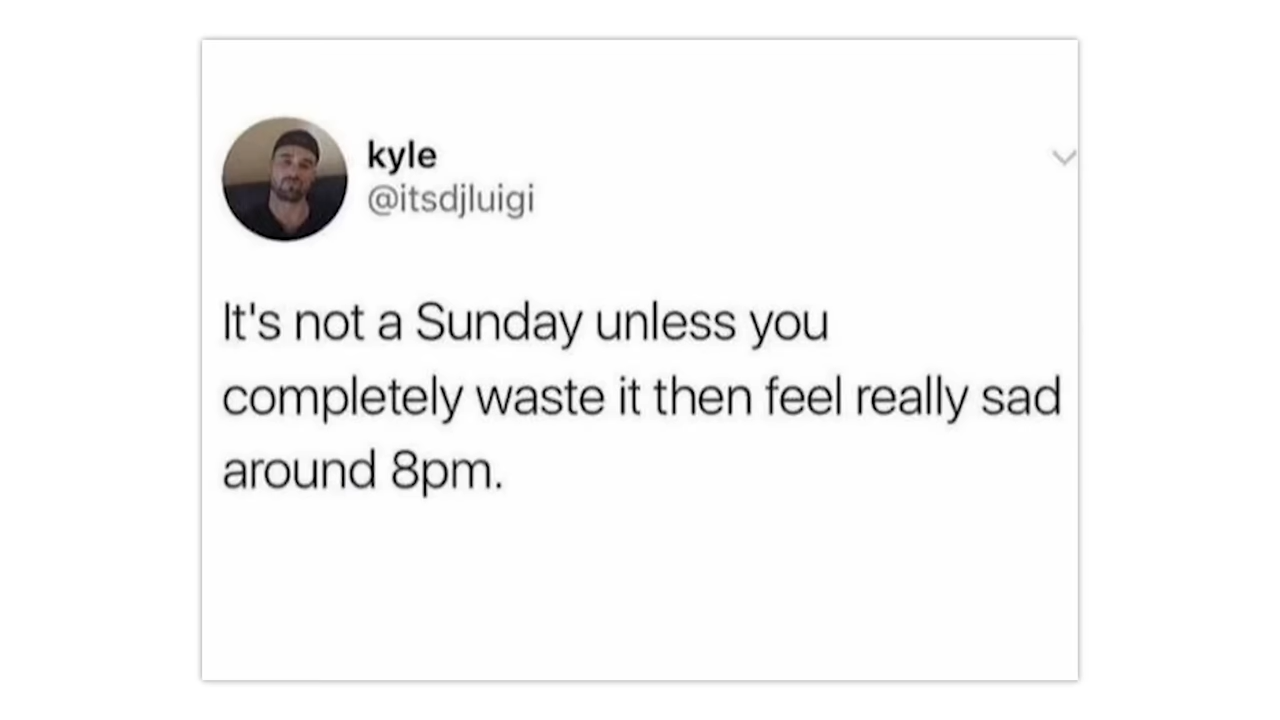 kyle
@itsdjluigi
It's not a Sunday unless you
completely waste it then feel really sad
around 8pm.